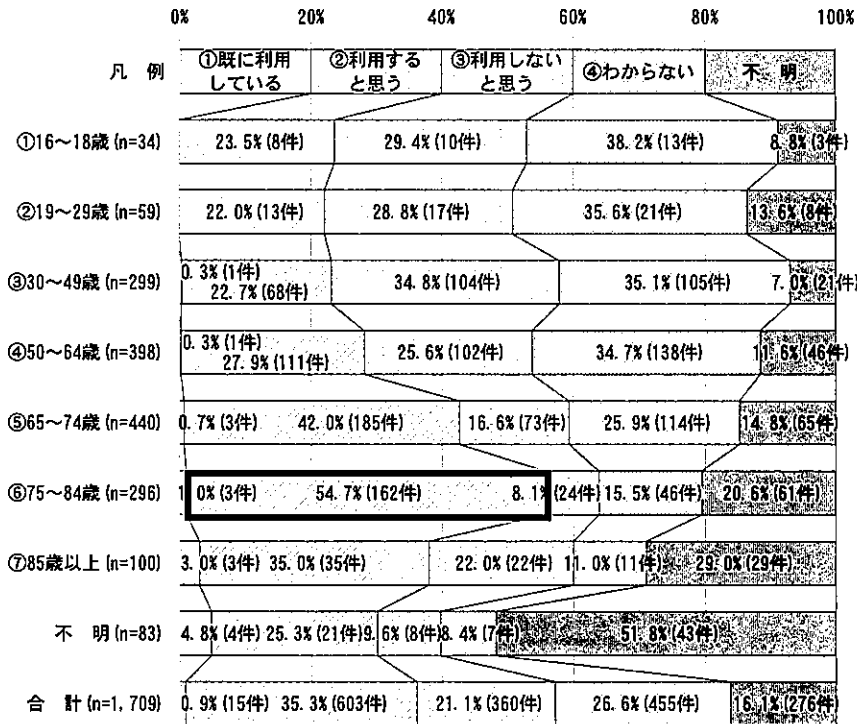 0% 20% 40% 60% 80% 100%
凡 例 ①既に利用している ②利用すると思う ③利用しないと思う ④わからない 不 明
①16～18歳(n=34) 23.5%(8件) 29.4%(10件) 38.2%(13件) 8.8%(3件)
②19～29歳(n=59) 22.0%(13件) 28.8%(17件) 35.6%(21件) 13.6%(8件)
③30～49歳(n=299) 0.3%(1件) 22.7%(68件) 34.8%(104件) 35.1%(105件) 7.0%(21件)
④50～64歳(n=398) 0.3%(1件) 27.9%(111件) 25.6%(102件) 34.7%(138件) 11.6%(46件)
⑤65～74歳(n=440) 0.7%(3件) 42.0%(185件) 16.6%(73件) 25.9%(114件) 14.8%(65件)
⑥75～84歳(n=296) 1.0%(3件) 54.7%(162件) 8.1%(24件) 15.5%(46件) 20.6%(61件)
⑦85歳以上(n=100) 3.0%(3件) 35.0%(35件) 22.0%(22件) 11.0%(11件) 29.0%(29件)
不 明(n=83) 4.8%(4件) 25.3%(21件) 9.6%(8件) 8.4%(7件) 51.8%(43件)
合 計(n=1,709) 0.9%(15件) 35.3%(603件) 21.1%(360件) 26.6%(455件) 16.1%(276件)